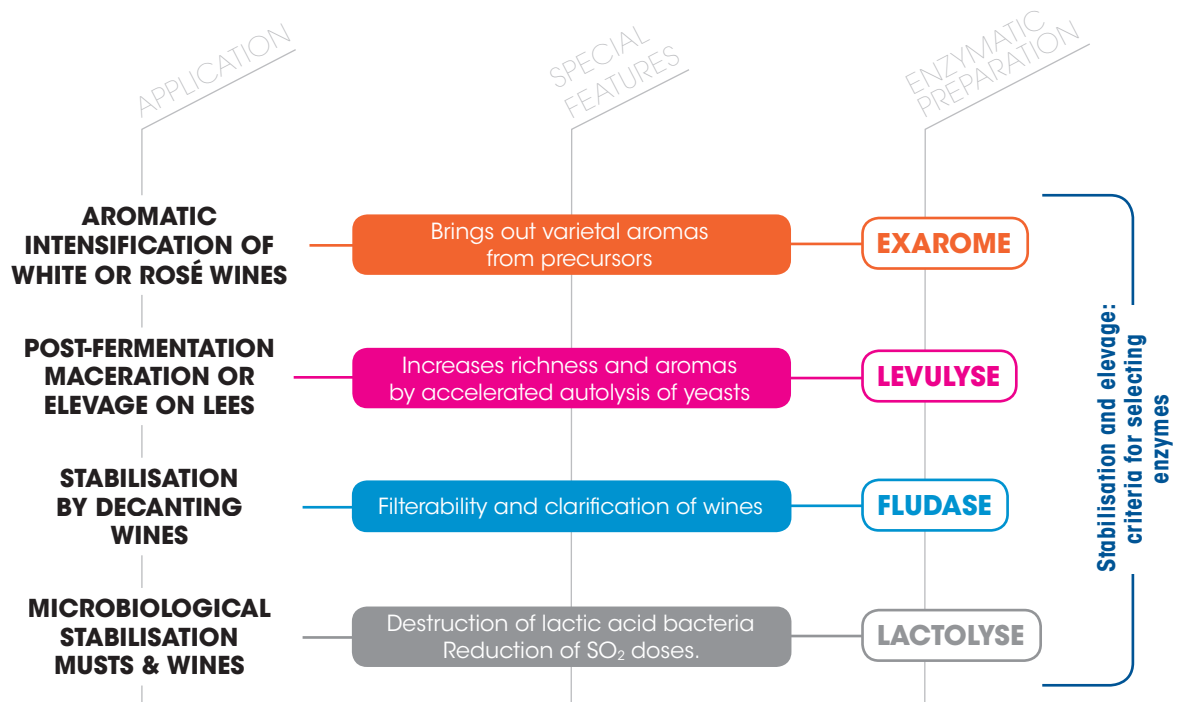 APPLICATION
SPECIAL
FEATURES
ENZYMATIC
PREPARATION
AROMATIC
INTENSIFICATION OF
WHITE OR ROSÉ WINES
Brings out varietal aromas
from precursors
EXAROME
POST-FERMENTATION
MACERATION OR
ELEVAGE ON LEES
Increases richness and aromas
by accelerated autolysis of yeasts
LEVULYSE
STABILISATION
BY DECANTING
WINES
Filterability and clarification of wines
FLUDASE
MICROBIOLOGICAL
STABILISATION
MUSTS & WINES
Destruction of lactic acid bacteria
Reduction of SO₂ doses.
LACTOLYSE
Stabilisation and elevage:
criteria for selecting
enzymes